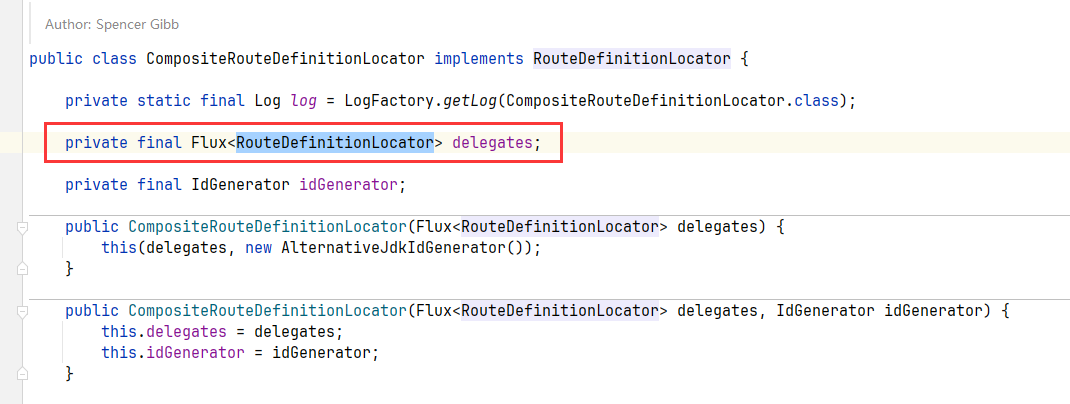 Author: Spencer Gibb
public class CompositeRouteDefinitionLocator implements RouteDefinitionLocator {
private static final Log log = LogFactory.getLog(CompositeRouteDefinitionLocator.class);
private final Flux<RouteDefinitionLocator> delegates;
private final IdGenerator idGenerator;
public CompositeRouteDefinitionLocator(Flux<RouteDefinitionLocator> delegates) {
this(delegates, new AlternativeJdkIdGenerator());
}
public CompositeRouteDefinitionLocator(Flux<RouteDefinitionLocator> delegates, IdGenerator idGenerator) {
this.delegates = delegates;
this.idGenerator = idGenerator;
}